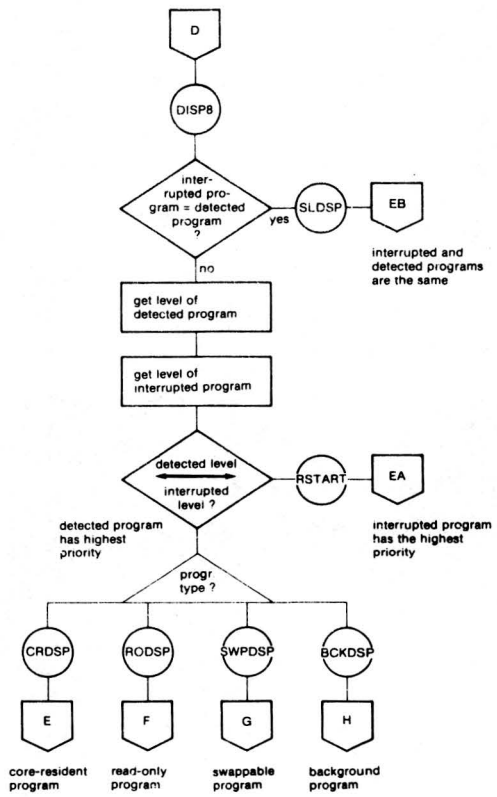 D
DISP8
inter-
rupted pro-
gram = detected
program
?
yes
SLDSP
EB
interrupted and
detected programs
are the same
no
get level of
detected program
get level of
interrupted program
detected level
interrupted
level ?
RSTART
EA
detected program
has highest
priority
interrupted program
has the highest
priority
progr
type ?
CRDSP
RODSP
SWPDSP
BCKDSP
E
F
G
H
core-resident
program
read-only
program
swappable
program
background
program